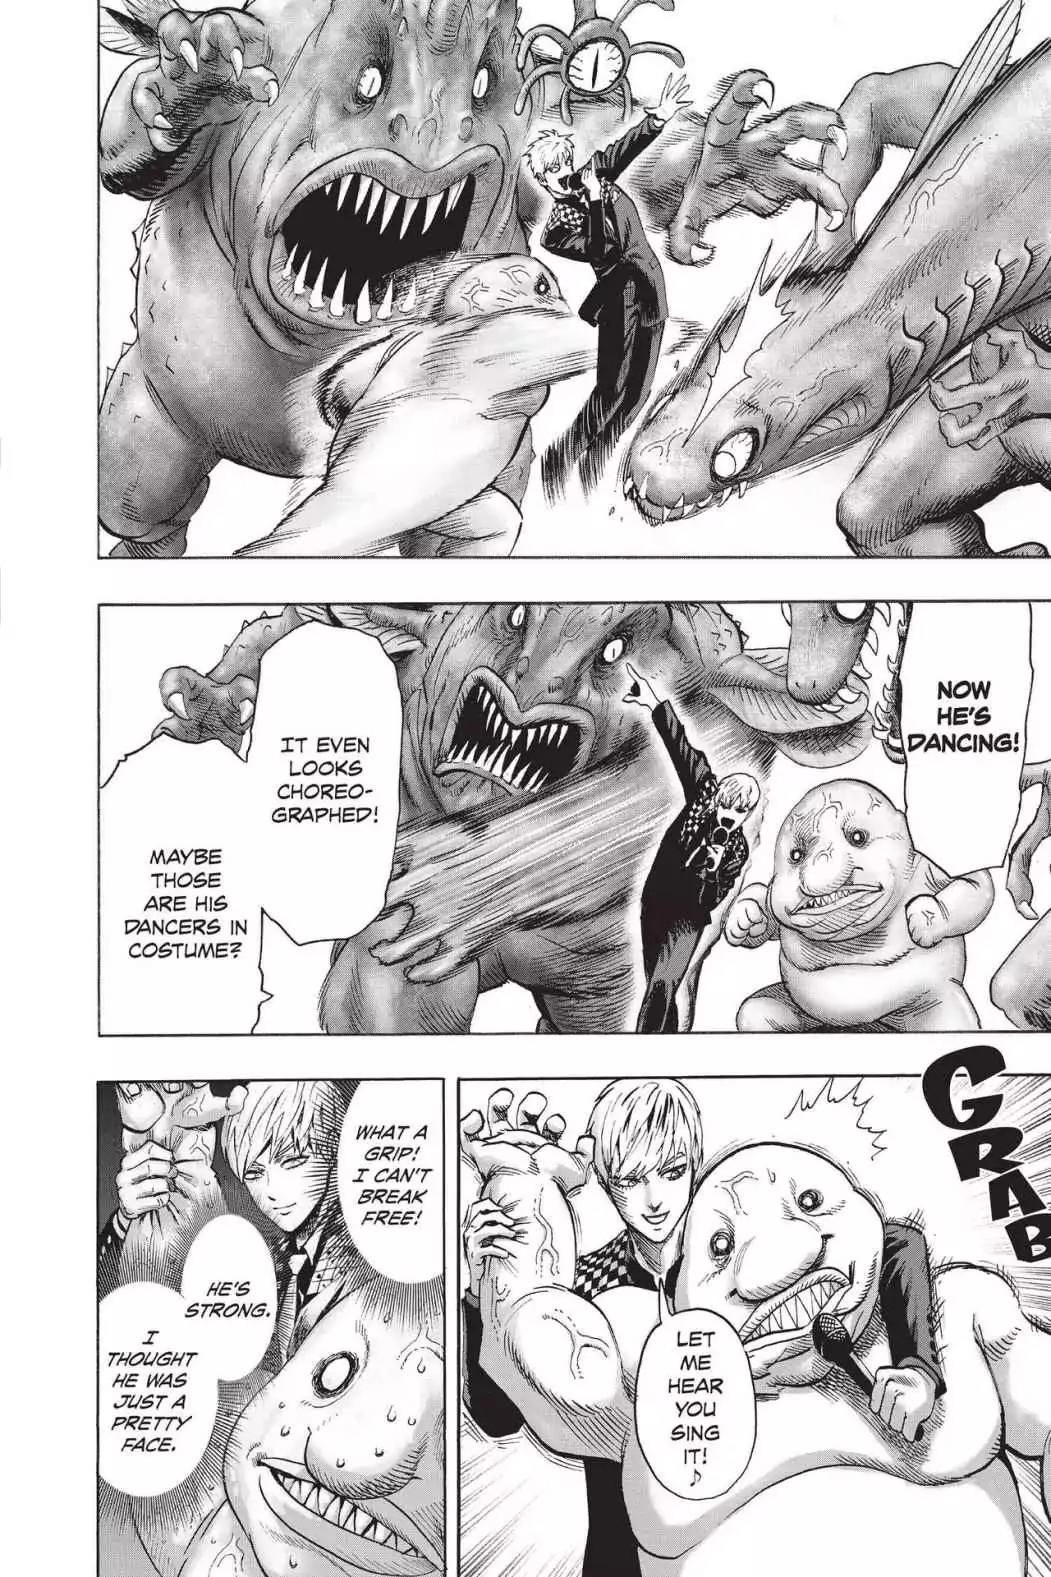 NOW
HE'S
DANCING!
IT EVEN
LOOKS
CHOREO-
GRAPHED!
MAYBE
THOSE
ARE HIS
DANCERS IN
COSTUME?
GRAB
LET
ME
HEAR
YOU
SING
IT!
♪
WHAT A
GRIP!
I CAN'T
BREAK
FREE!
HE'S
STRONG.
I
THOUGHT
HE WAS
JUST A
PRETTY
FACE.